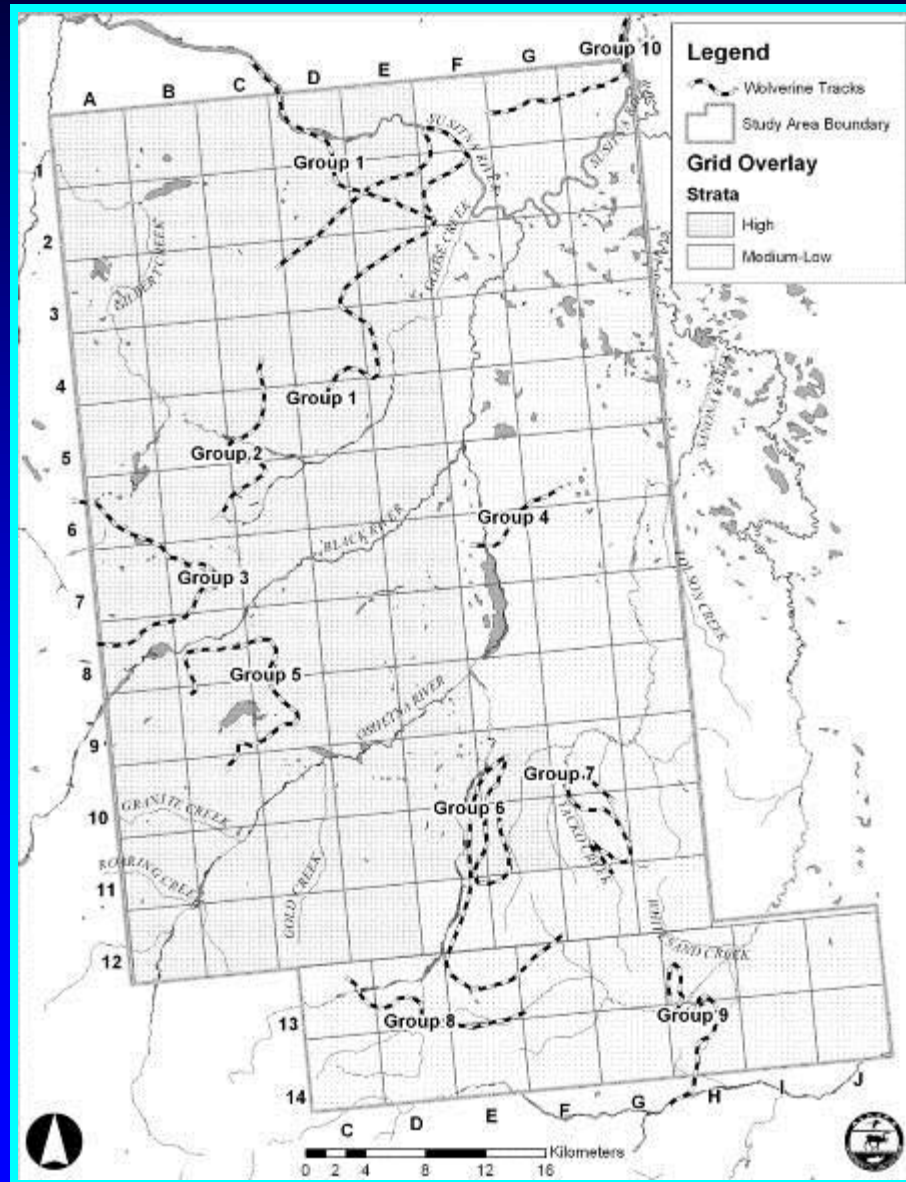 Group 10
A B C D E F G
Legend
Wolverine Tracks
Study Area Boundary
Grid Overlay
Strata
High
Medium-Low
SUSITNA RIVER
SUSITNA RIVER
Group 1
1
GOOSE CREEK
2
GILBERT CREEK
3
4
Group 1
Group 2
5
6
BLACK RIVER
Group 4
Group 3
7
8
Group 5
OSHETNA RIVER
9
Group 7
Group 6
10
GRANITE CREEK
ROARING CREEK
11
GOLD CREEK
SAND CREEK
12
13
Group 8
Group 9
14
C D E F G H I J
Kilometers
0 2 4 8 12 16